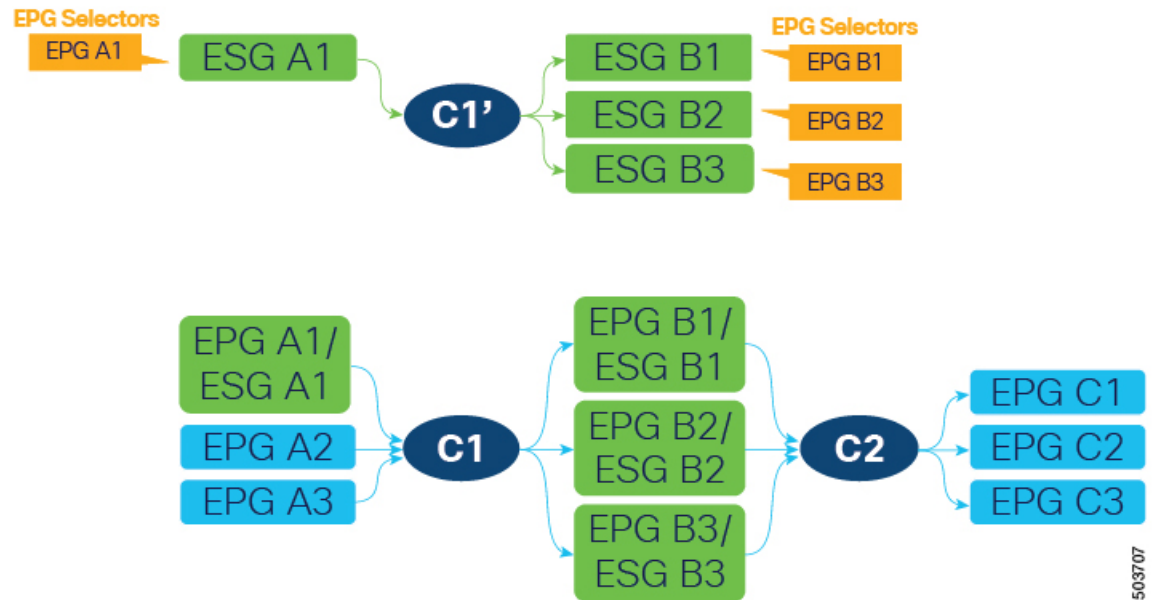 EPG Selectors
EPG A1
ESG A1
C1’
ESG B1
ESG B2
ESG B3
EPG Selectors
EPG B1
EPG B2
EPG B3
EPG A1/
ESG A1
EPG A2
EPG A3
C1
EPG B1/
ESG B1
EPG B2/
ESG B2
EPG B3/
ESG B3
C2
EPG C1
EPG C2
EPG C3
503707